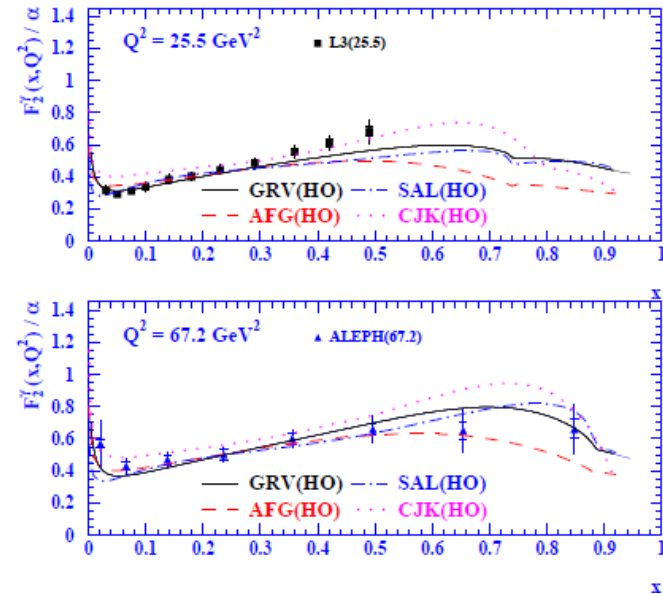 1.4
Q² = 25.5 GeV²
L3(25.5)
1.2
1
0.8
0.6
0.4
0.2
0
F₂^γ(x,Q²) / α
GRV(HO) SAL(HO)
AFG(HO) CJK(HO)
0 0.1 0.2 0.3 0.4 0.5 0.6 0.7 0.8 0.9 1
x
1.4
Q² = 67.2 GeV²
ALEPH(67.2)
1.2
1
0.8
0.6
0.4
0.2
0
F₂^γ(x,Q²) / α
GRV(HO) SAL(HO)
AFG(HO) CJK(HO)
0 0.1 0.2 0.3 0.4 0.5 0.6 0.7 0.8 0.9 1
x